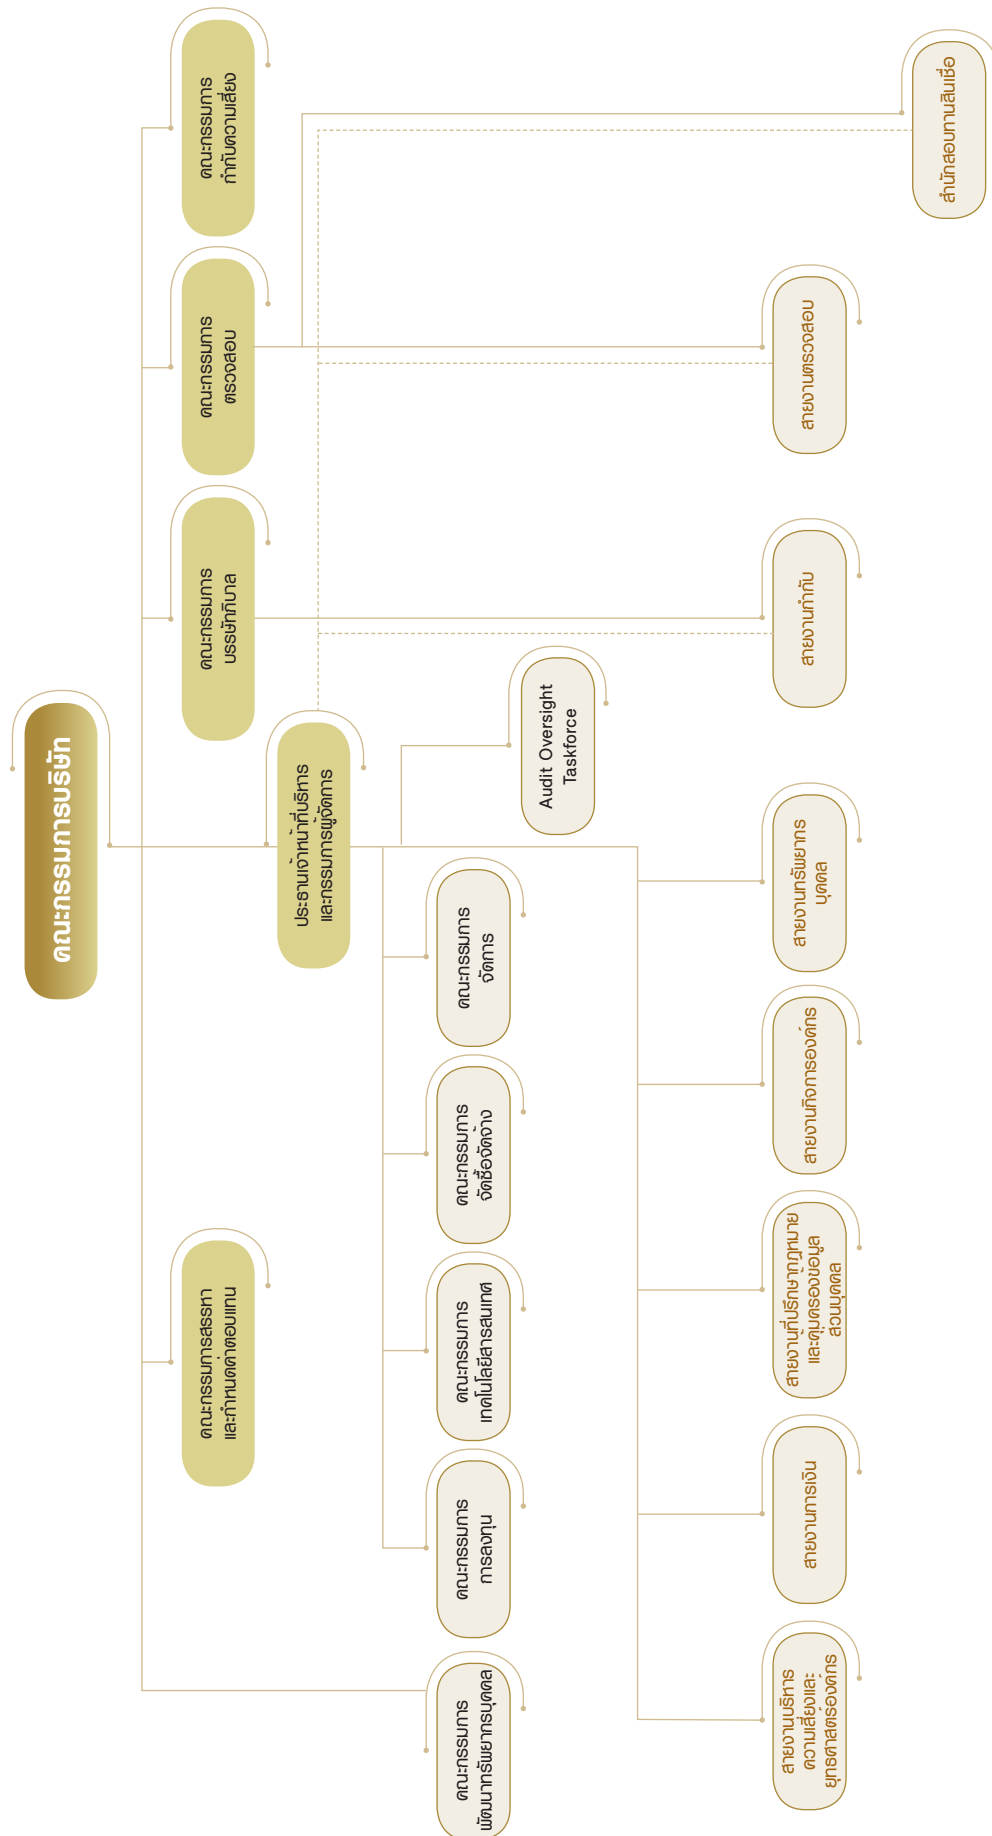 คณะกรรมการบริษัท
คณะกรรมการสรรหา
และกำหนดค่าตอบแทน
คณะกรรมการ
บรรษัทภิบาล
คณะกรรมการ
ตรวจสอบ
คณะกรรมการ
กำกับความเสี่ยง
ประธานเจ้าหน้าที่บริหาร
และกรรมการผู้จัดการ
คณะกรรมการ
พัฒนาทรัพยากรบุคคล
คณะกรรมการ
การลงทุน
คณะกรรมการ
เทคโนโลยีสารสนเทศ
คณะกรรมการ
จัดซื้อจัดจ้าง
คณะกรรมการ
จัดการ
Audit Oversight
Taskforce
สายงานบริหาร
ความเสี่ยงและ
ยุทธศาสตร์องค์กร
สายงานการเงิน
สายงานที่ปรึกษากฎหมาย
และคุ้มครองข้อมูล
ส่วนบุคคล
สายงานกิจการองค์กร
สายงานทรัพยากร
บุคคล
สายงานกำกับ
สายงานตรวจสอบ
สำนักสอบทานสินเชื่อ